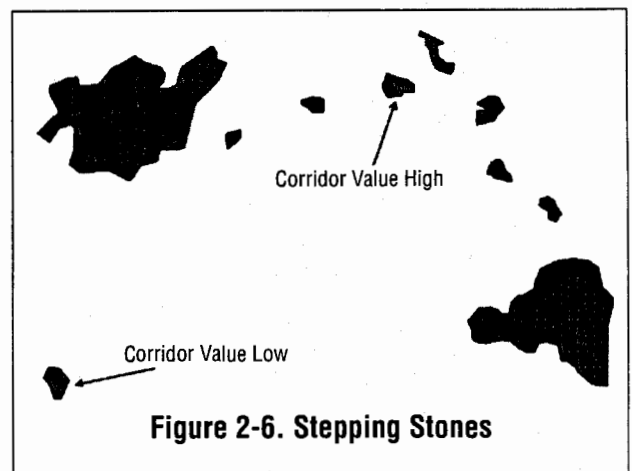 Corridor Value High
Corridor Value Low
Figure 2-6. Stepping Stones